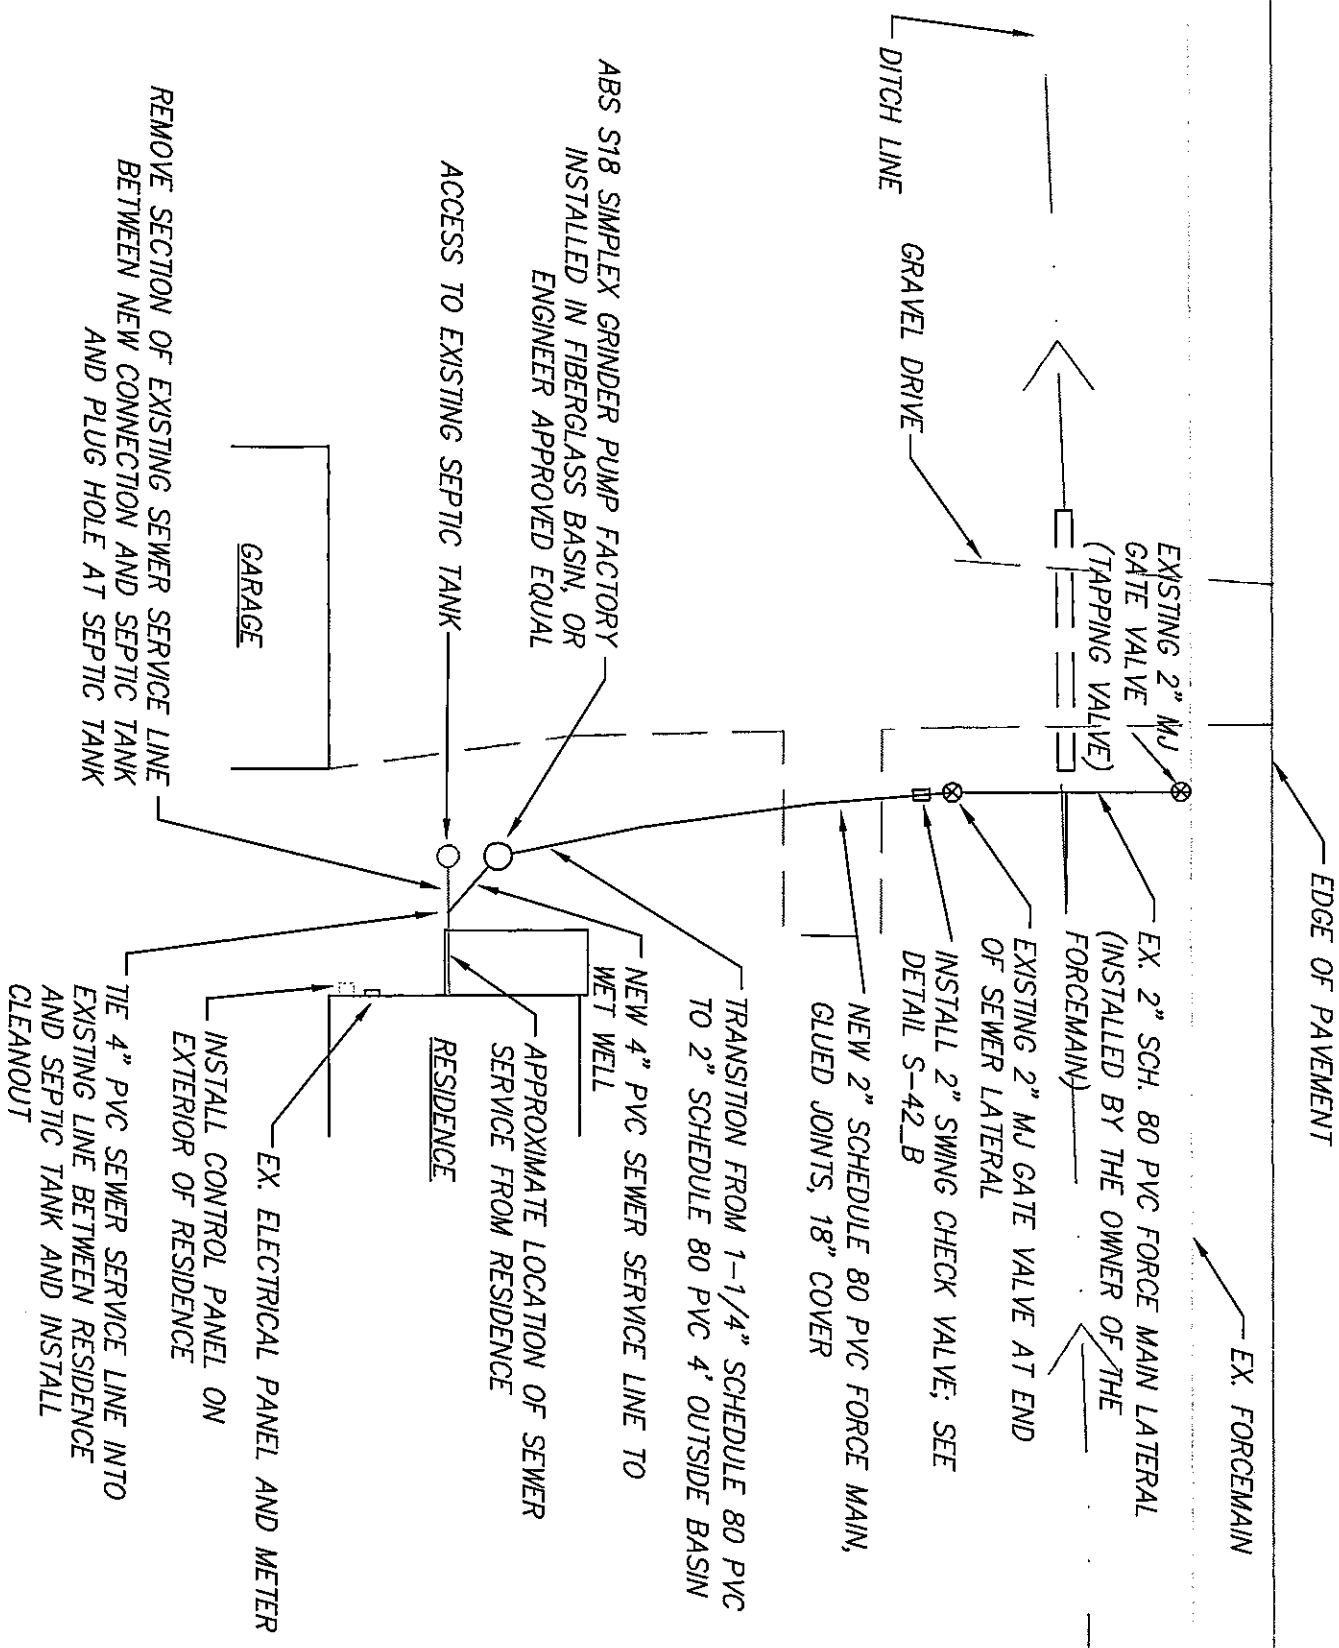 EDGE OF PAVEMENT
EX. FORCEMAIN
DITCH LINE
GRAVEL DRIVE
EXISTING 2" MJ
GATE VALVE
(TAPPING VALVE)
EX. 2" SCH. 80 PVC FORCE MAIN LATERAL
(INSTALLED BY THE OWNER OF THE
FORCEMAIN)
EXISTING 2" MJ GATE VALVE AT END
OF SEWER LATERAL
INSTALL 2" SWING CHECK VALVE; SEE
DETAIL S-42_B
NEW 2" SCHEDULE 80 PVC FORCE MAIN,
GLUED JOINTS, 18" COVER
TRANSITION FROM 1-1/4" SCHEDULE 80 PVC
TO 2" SCHEDULE 80 PVC 4' OUTSIDE BASIN
ABS S18 SIMPLEX GRINDER PUMP FACTORY
INSTALLED IN FIBERGLASS BASIN, OR
ENGINEER APPROVED EQUAL
NEW 4" PVC SEWER SERVICE LINE TO
WET WELL
ACCESS TO EXISTING SEPTIC TANK
APPROXIMATE LOCATION OF SEWER
SERVICE FROM RESIDENCE
RESIDENCE
GARAGE
EX. ELECTRICAL PANEL AND METER
INSTALL CONTROL PANEL ON
EXTERIOR OF RESIDENCE
REMOVE SECTION OF EXISTING SEWER SERVICE LINE
BETWEEN NEW CONNECTION AND SEPTIC TANK
AND PLUG HOLE AT SEPTIC TANK
TIE 4" PVC SEWER SERVICE LINE INTO
EXISTING LINE BETWEEN RESIDENCE
AND SEPTIC TANK AND INSTALL
CLEANOUT